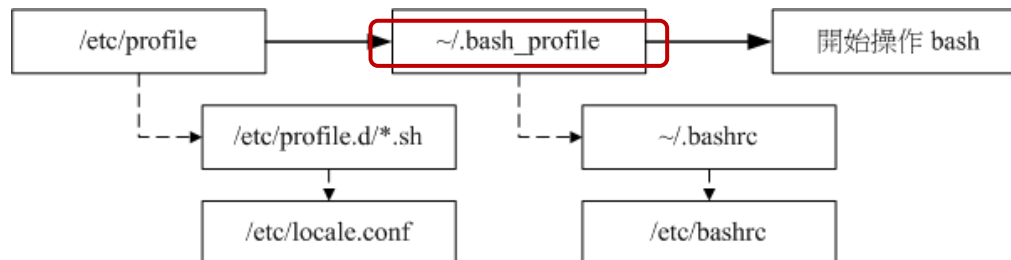 /etc/profile
~/.bash_profile
開始操作 bash
/etc/profile.d/*.sh
~/.bashrc
/etc/locale.conf
/etc/bashrc